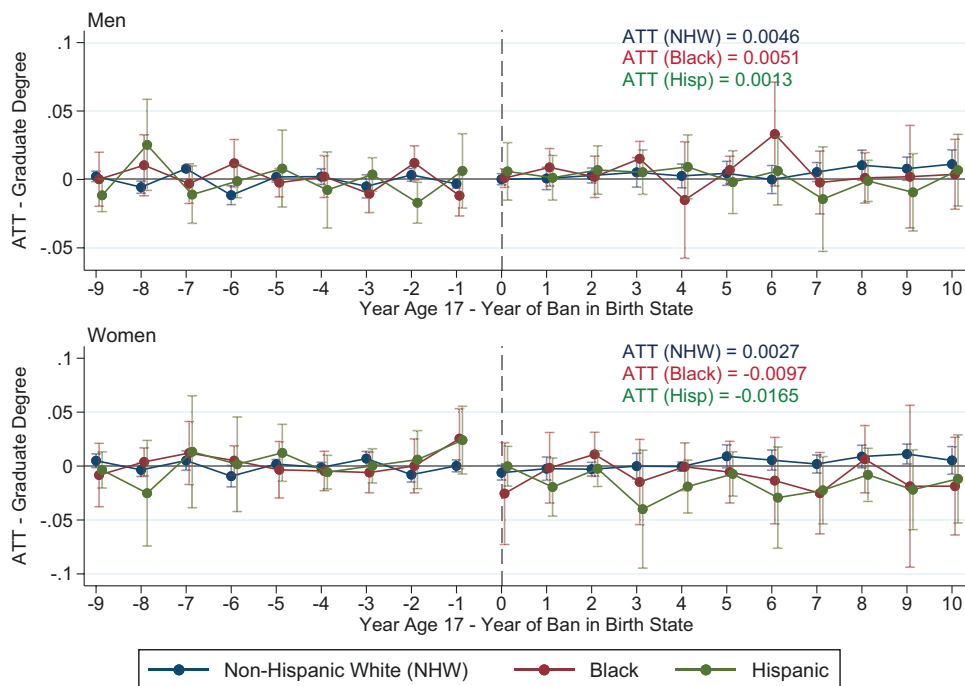 Men
ATT - Graduate Degree
.1
.05
0
-.05
ATT (NHW) = 0.0046
ATT (Black) = 0.0051
ATT (Hisp) = 0.0013
-9 -8 -7 -6 -5 -4 -3 -2 -1 0 1 2 3 4 5 6 7 8 9 10
Year Age 17 - Year of Ban in Birth State
Women
ATT - Graduate Degree
.1
.05
0
-.05
-.1
ATT (NHW) = 0.0027
ATT (Black) = -0.0097
ATT (Hisp) = -0.0165
-9 -8 -7 -6 -5 -4 -3 -2 -1 0 1 2 3 4 5 6 7 8 9 10
Year Age 17 - Year of Ban in Birth State
Non-Hispanic White (NHW) Black Hispanic